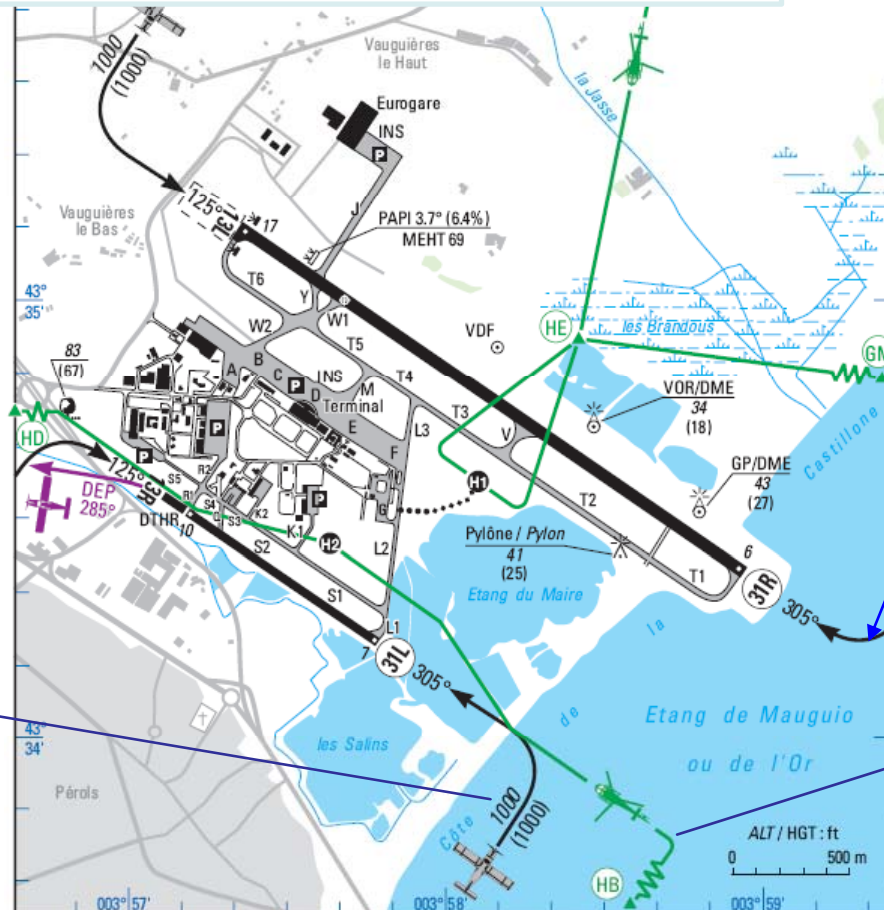 1000
(1000)
Vauguières
le Haut
la Jasse
Eurogare
INS
P
J
125°
13L
17
PAPI 3.7° (6.4%)
MEHT 69
Vauguières
le Bas
43°
35'
T6
Y
W2
W1
T5
VDF
HE
les Brandous
GN
83
(67)
A
B
C
P
INS
M
T4
D
Terminal
E
T3
VOR/DME
34
(18)
Castillone
HD
P
P
L3
F
V
GP/DME
43
(27)
125°
13R
S5
R2
H1
T2
DEP
285°
R1
S4
Q
K2
P
G
DTHR
10
S3
K1
H2
L2
Pylône / Pylon
41
(25)
S2
6
T1
31R
305°
Etang du Maire
S1
L1
7
31L
305°
la
de
Etang de Mauguio
ou de l'Or
43°
34'
les Salins
Pérols
1000
(1000)
Côte
ALT / HGT : ft
0
500 m
HB
003°57'
003°58'
003°59'